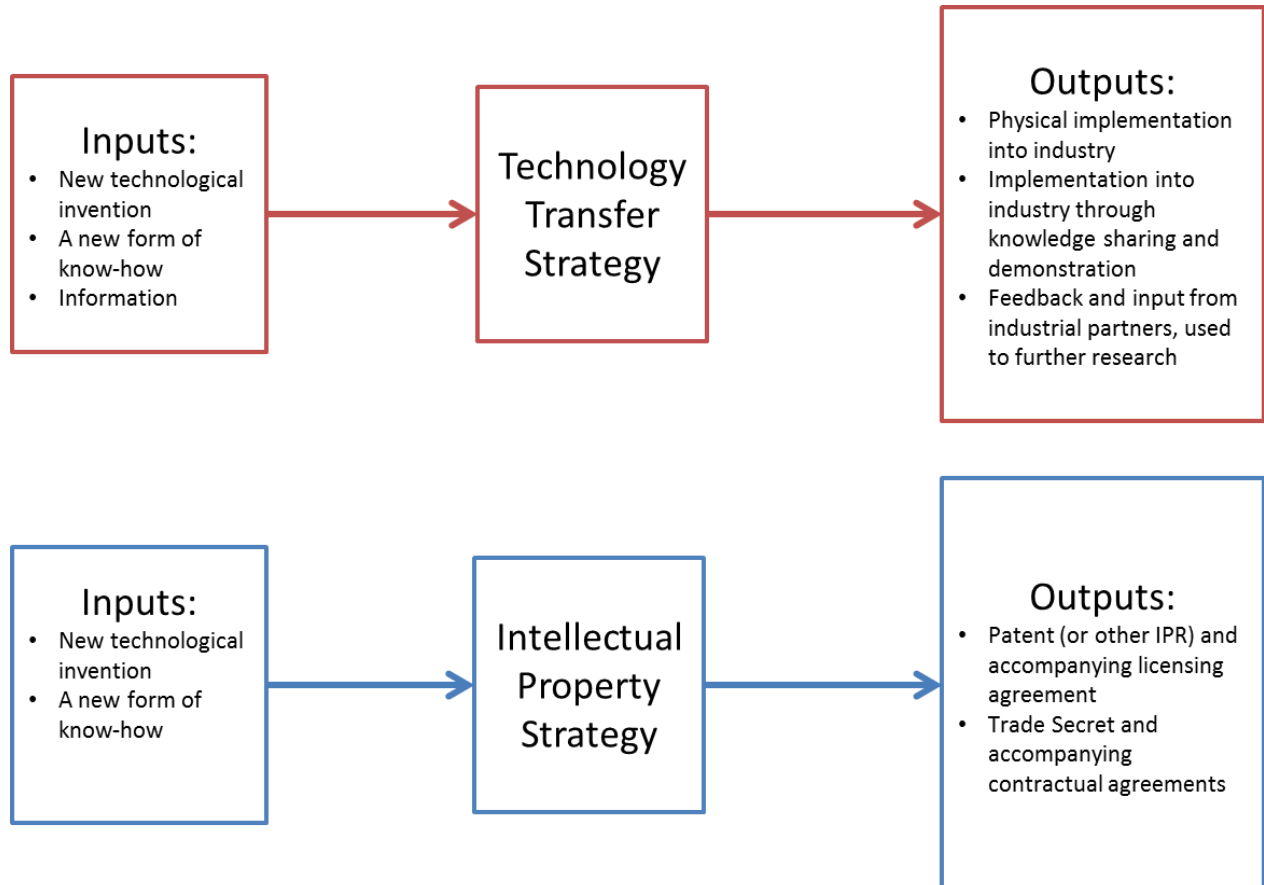 Inputs:
• New technological
invention
• A new form of
know-how
• Information
Technology
Transfer
Strategy
Outputs:
• Physical implementation
into industry
• Implementation into
industry through
knowledge sharing and
demonstration
• Feedback and input from
industrial partners, used
to further research
Inputs:
• New technological
invention
• A new form of
know-how
Intellectual
Property
Strategy
Outputs:
• Patent (or other IPR) and
accompanying licensing
agreement
• Trade Secret and
accompanying
contractual agreements